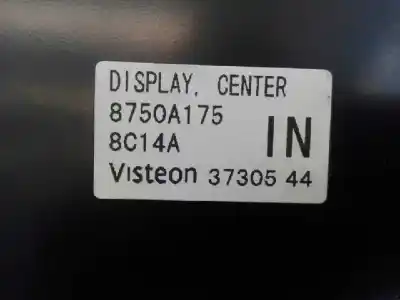 DISPLAY, CENTER
8750A175
8C14A IN
Visteon 37305 44